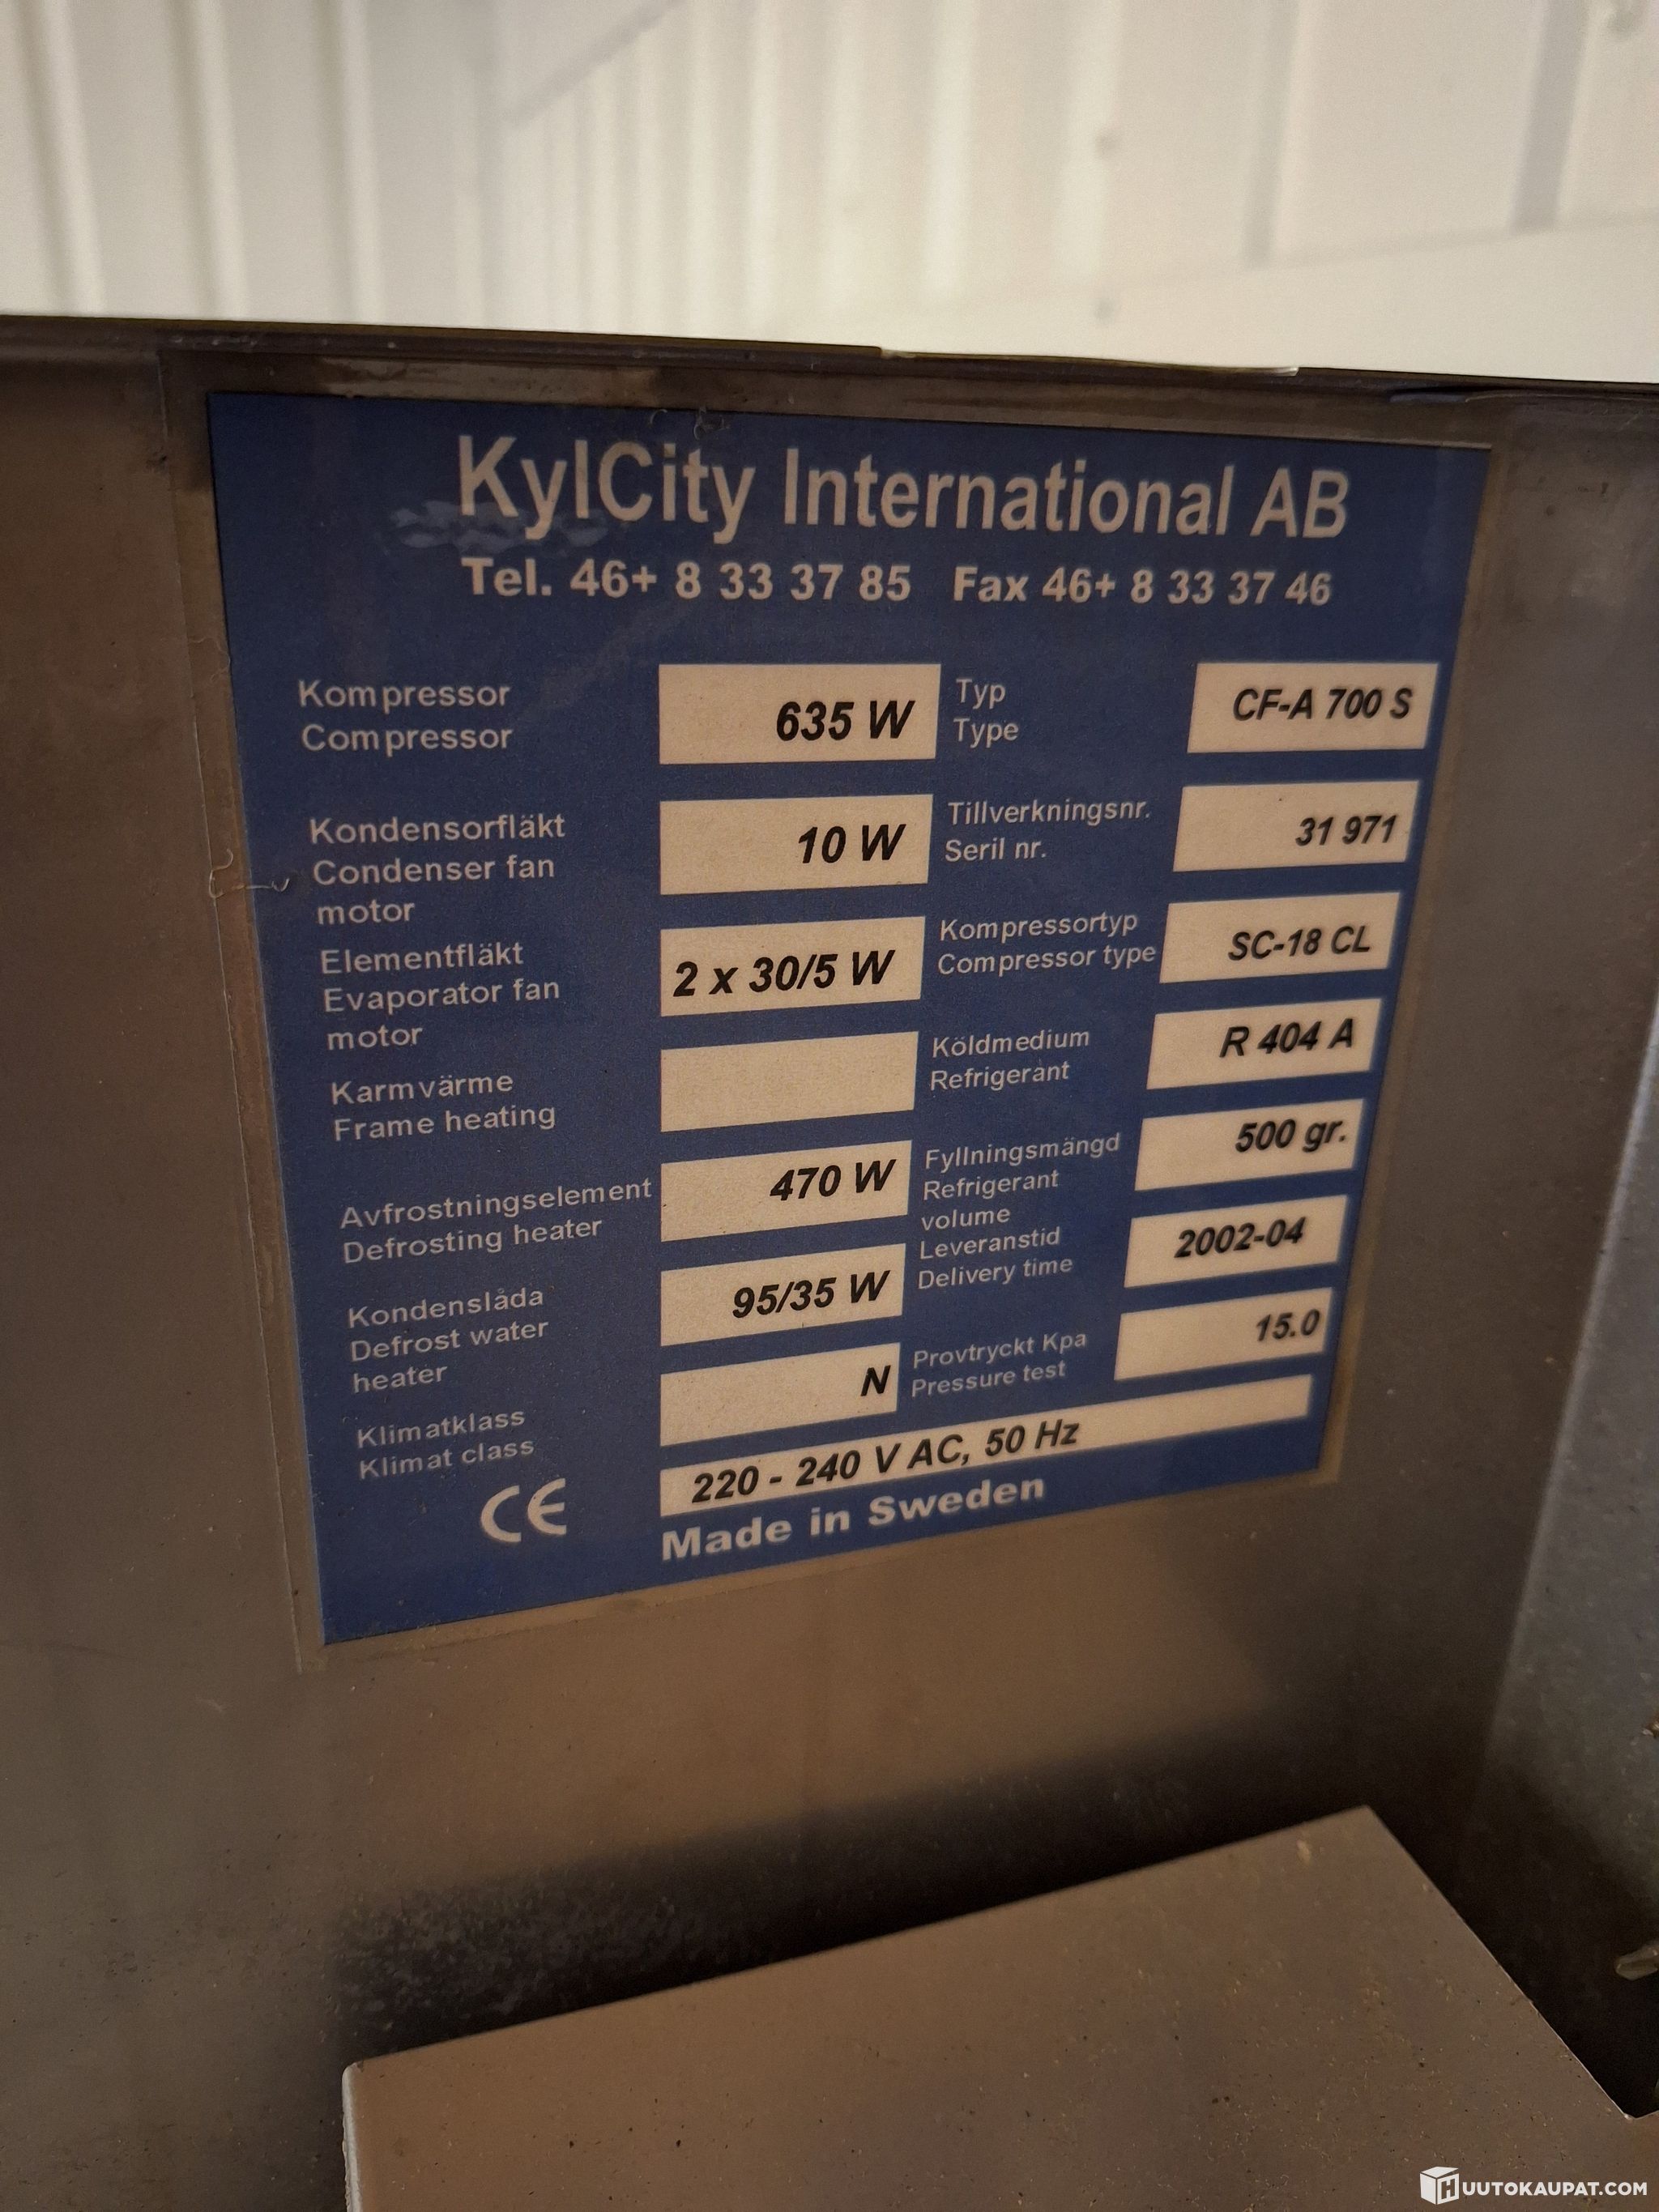 KylCity International AB
Tel. 46+ 8 33 37 85 Fax 46+ 8 33 37 46
Kompressor
Compressor
635 W
Typ
Type
CF-A 700 S
Kondensorfläkt
Condenser fan
motor
10 W
Tillverkningsnr.
Seril nr.
31 971
Elementfläkt
Evaporator fan
motor
2 x 30/5 W
Kompressortyp
Compressor type
SC-18 CL
Karmvärme
Frame heating
Köldmedium
Refrigerant
R 404 A
Avfrostningselement
Defrosting heater
470 W
Fyllningsmängd
Refrigerant
volume
500 gr.
Kondenslåda
Defrost water
heater
95/35 W
Leveranstid
Delivery time
2002-04
Klimatklass
Klimat class
N
Provtryckt Kpa
Pressure test
15.0
220 - 240 V AC, 50 Hz
CE
Made in Sweden
HUUTOKAUPAT.COM